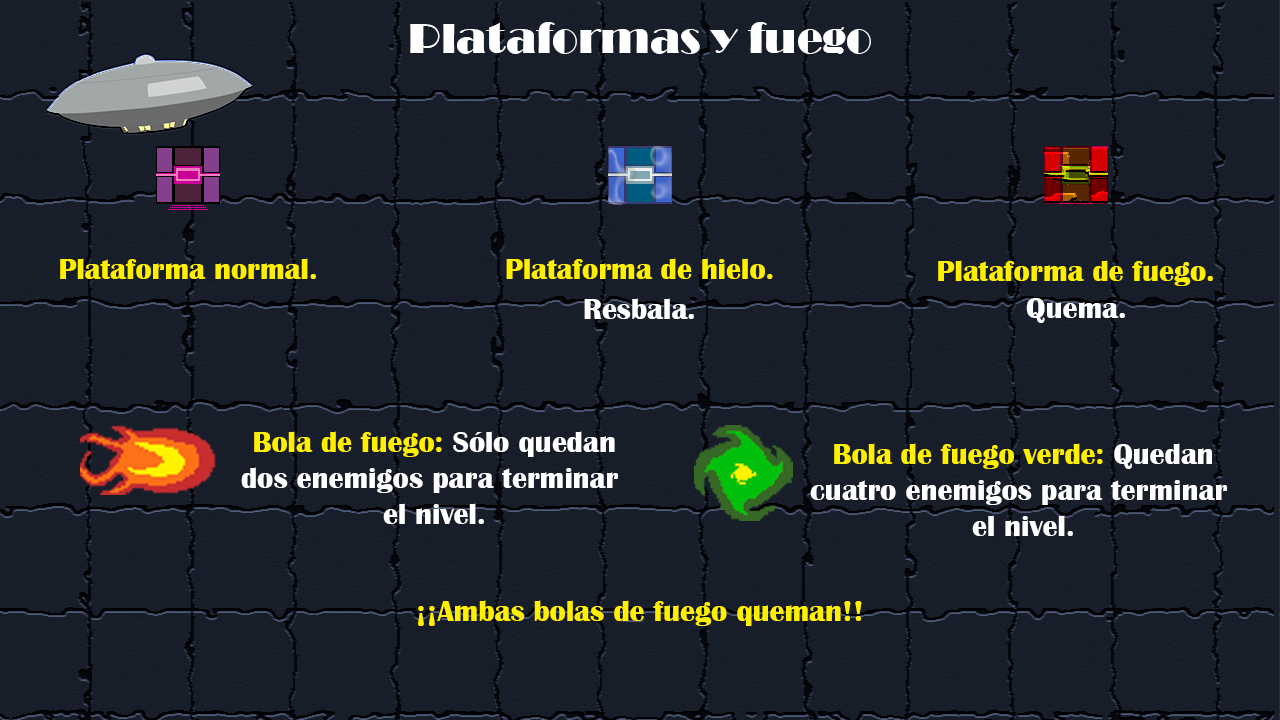 Plataformas y fuego
Plataforma normal.
Plataforma de hielo.
Resbala.
Plataforma de fuego.
Quema.
Bola de fuego: Sólo quedan
dos enemigos para terminar
el nivel.
Bola de fuego verde: Quedan
cuatro enemigos para terminar
el nivel.
¡¡Ambas bolas de fuego queman!!